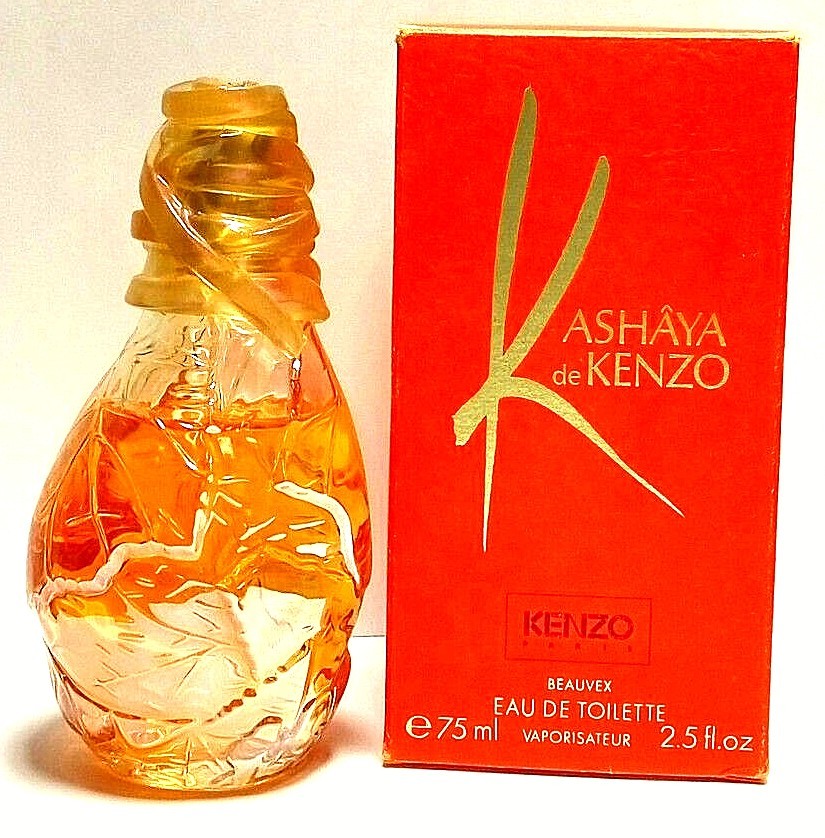 KASHÂYA
de KENZO
KENZO
PARIS
BEAUVEX
EAU DE TOILETTE
℮ 75 ml VAPORISATEUR 2.5 fl.oz